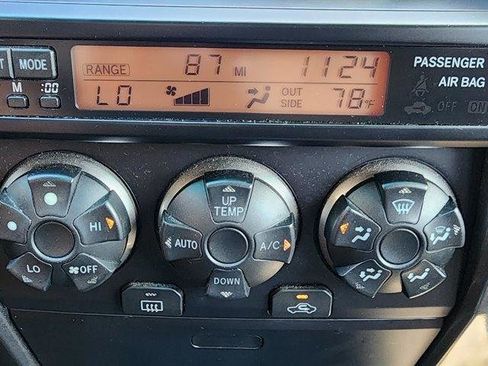 MODE
RANGE 87 MI 1124
PASSENGER
AIR BAG
M :00
LO OUT SIDE 78°F
OFF ON
HI
LO
OFF
UP
TEMP
AUTO
A/C
DOWN